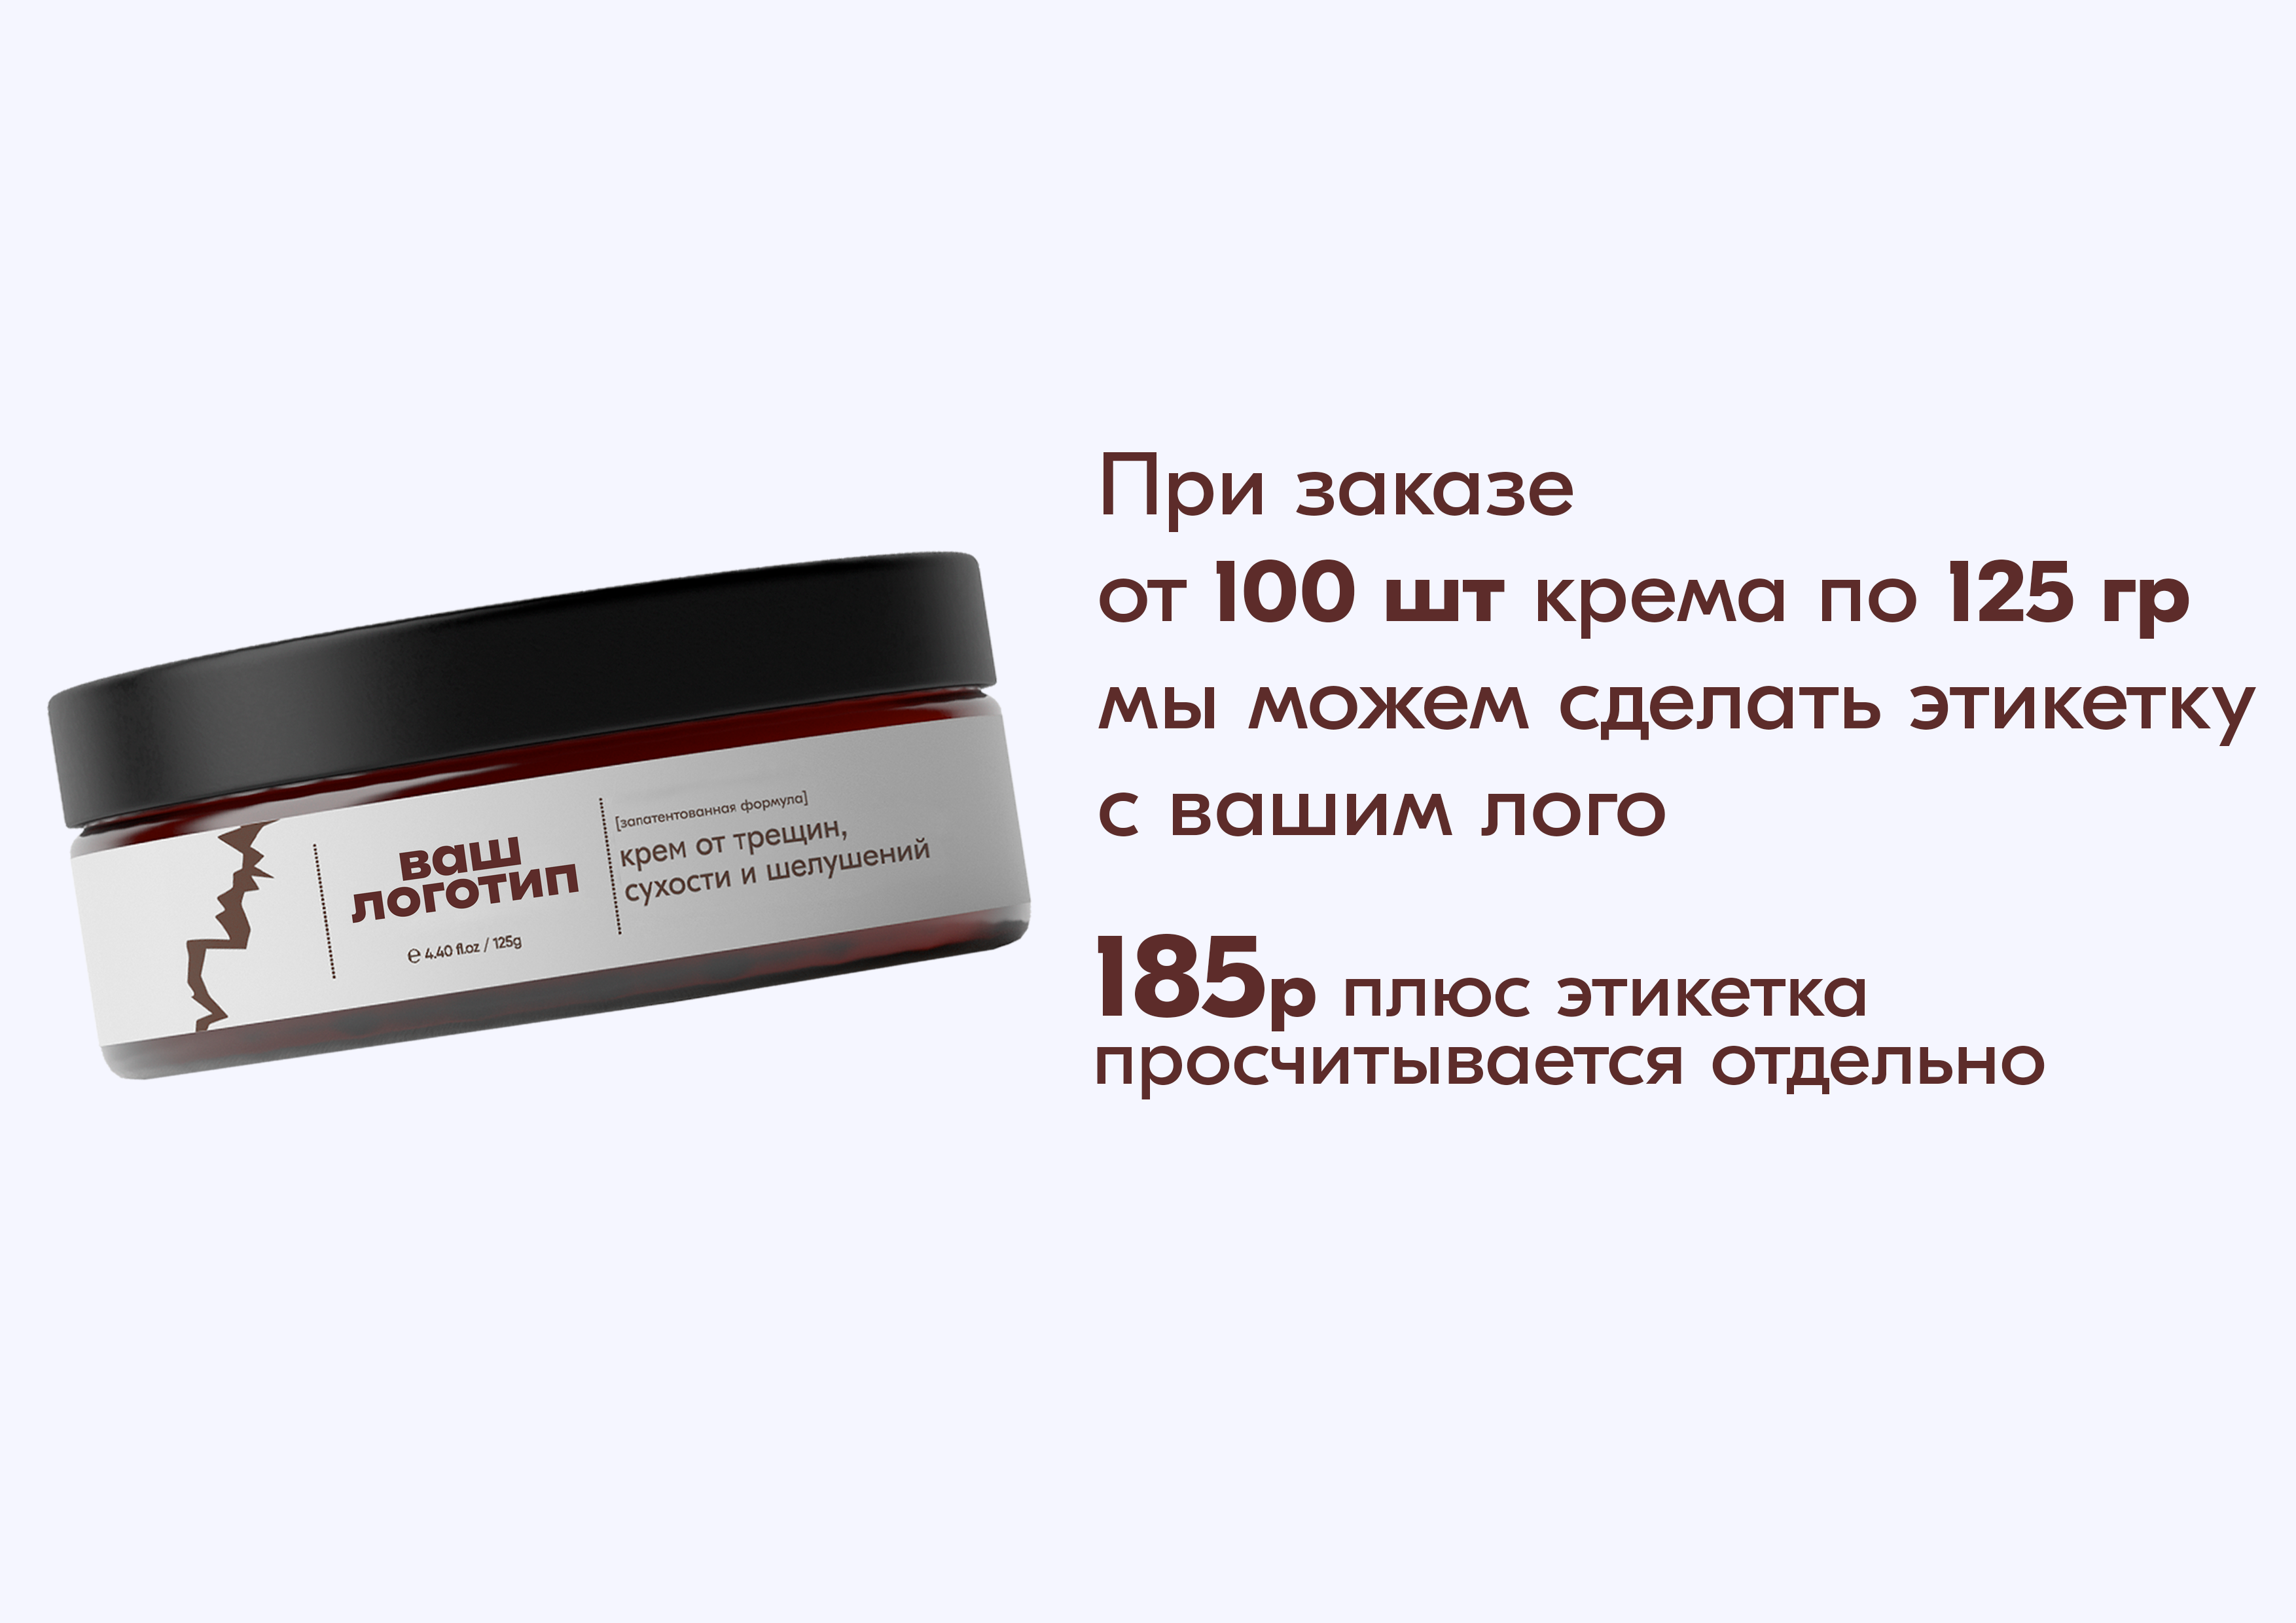 При заказе
от 100 шт крема по 125 гр
мы можем сделать этикетку
с вашим лого
185р плюс этикетка
просчитывается отдельно
ваш
логотип
℮ 4.40 fl.oz / 125g
[запатентованная формула]
крем от трещин,
сухости и шелушений